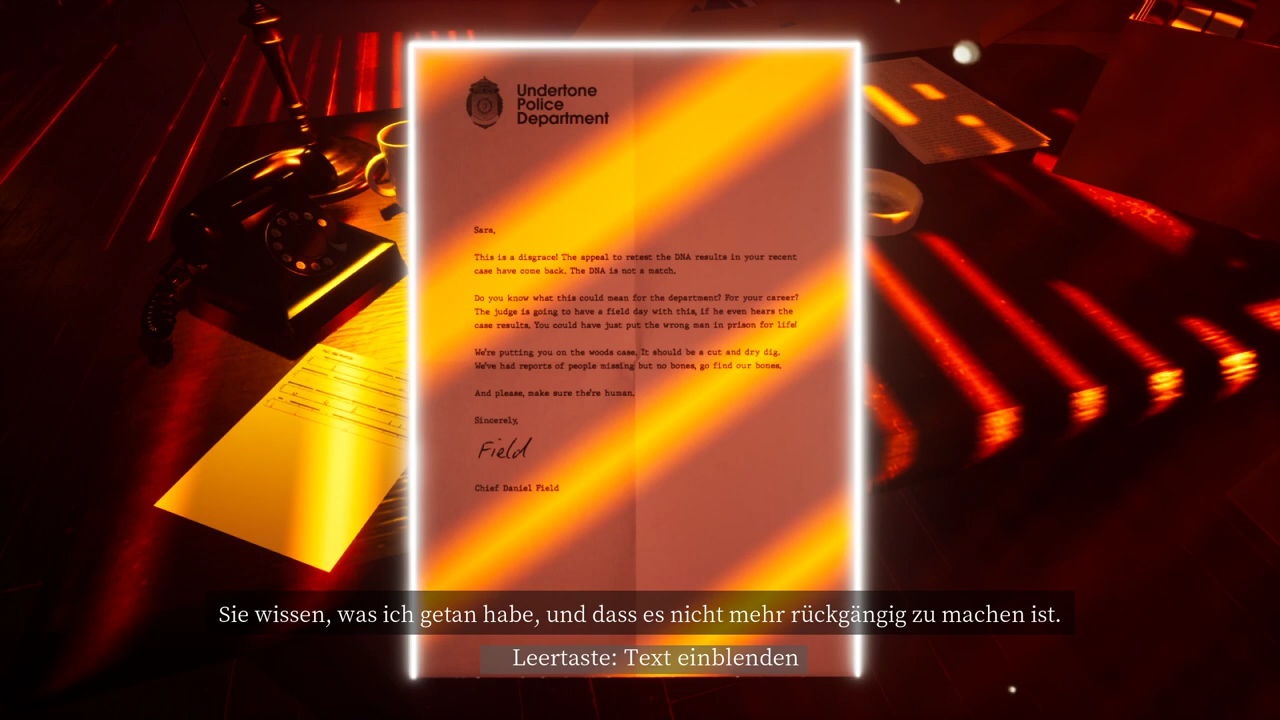 Undertone
Police
Department
Sara,
This is a disgrace! The appeal to retest the DNA results in your recent
case have come back. The DNA is not a match.
Do you know what this could mean for the department? For your career?
The judge is going to have a field day with this, if he even hears the
case results. You could have just put the wrong man in prison for life!
We're putting you on the woods case. It should be a cut and dry dig.
We've had reports of people missing but no bones, go find our bones.
And please, make sure the're human.
Sincerely,
Field
Chief Daniel Field
Sie wissen, was ich getan habe, und dass es nicht mehr rückgängig zu machen ist.
Leertaste: Text einblenden